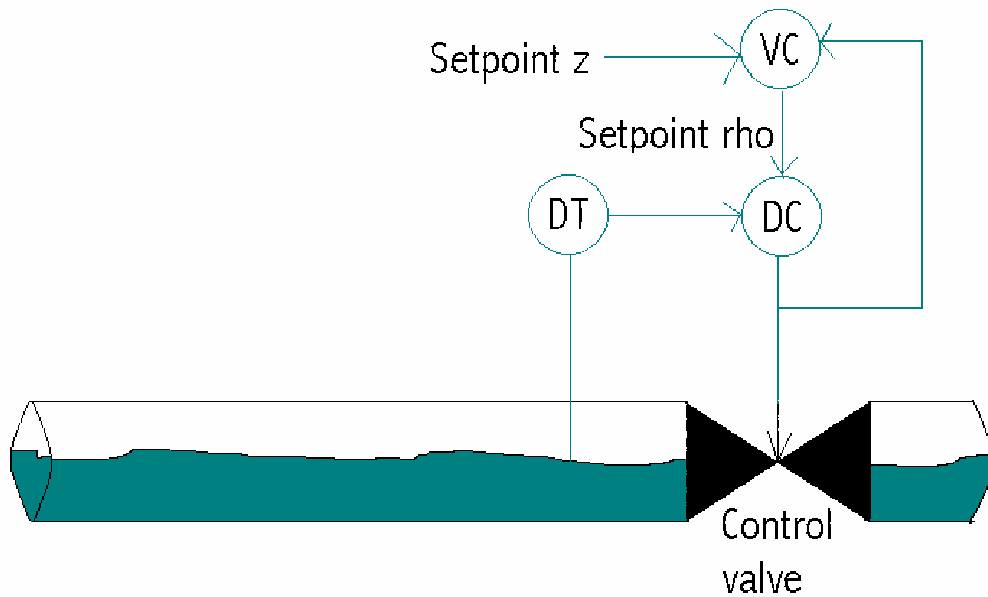 VC
Setpoint z
Setpoint rho
DT
DC
Control
valve